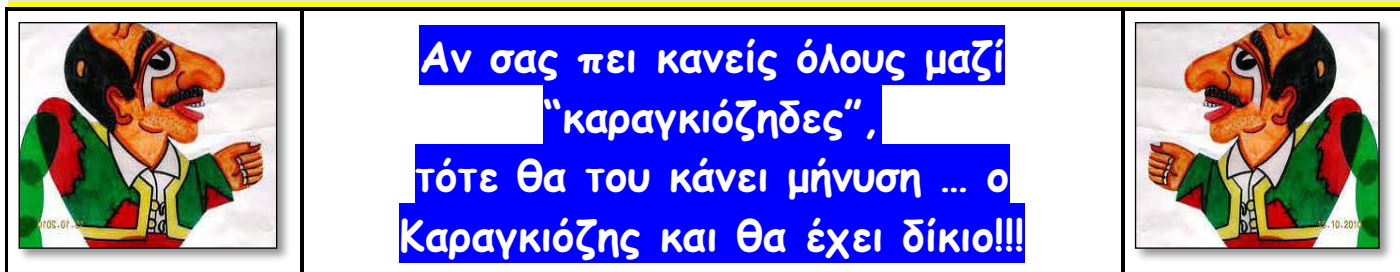 Αν σας πει κανείς όλους μαζί
“καραγκιόζηδες”,
τότε θα του κάνει μήνυση ... ο
Καραγκιόζης και θα έχει δίκιο!!!